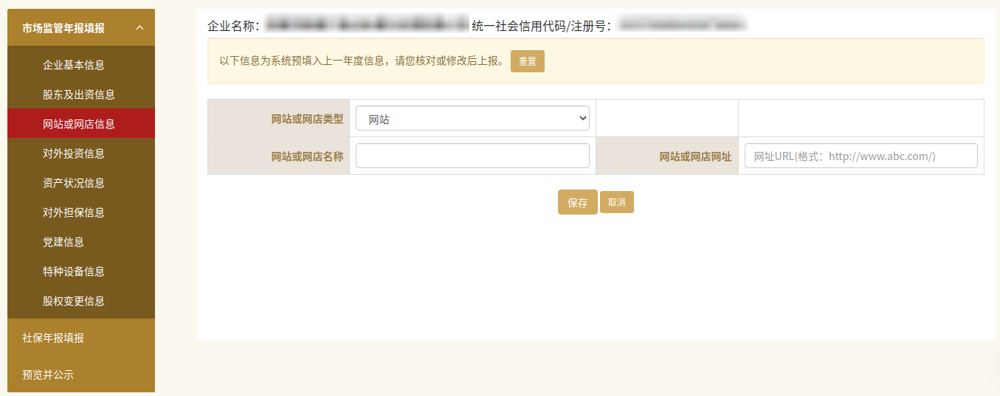 市场监管年报填报
企业基本信息
股东及出资信息
网站或网店信息
对外投资信息
资产状况信息
对外担保信息
党建信息
特种设备信息
股权变更信息
社保年报填报
预览并公示
企业名称： 统一社会信用代码/注册号：
以下信息为系统预填入上一年度信息，请您核对或修改后上报。 重置
网站或网店类型 网站
网站或网店名称 网站或网店网址 网址URL(格式：http://www.abc.com/)
保存 取消